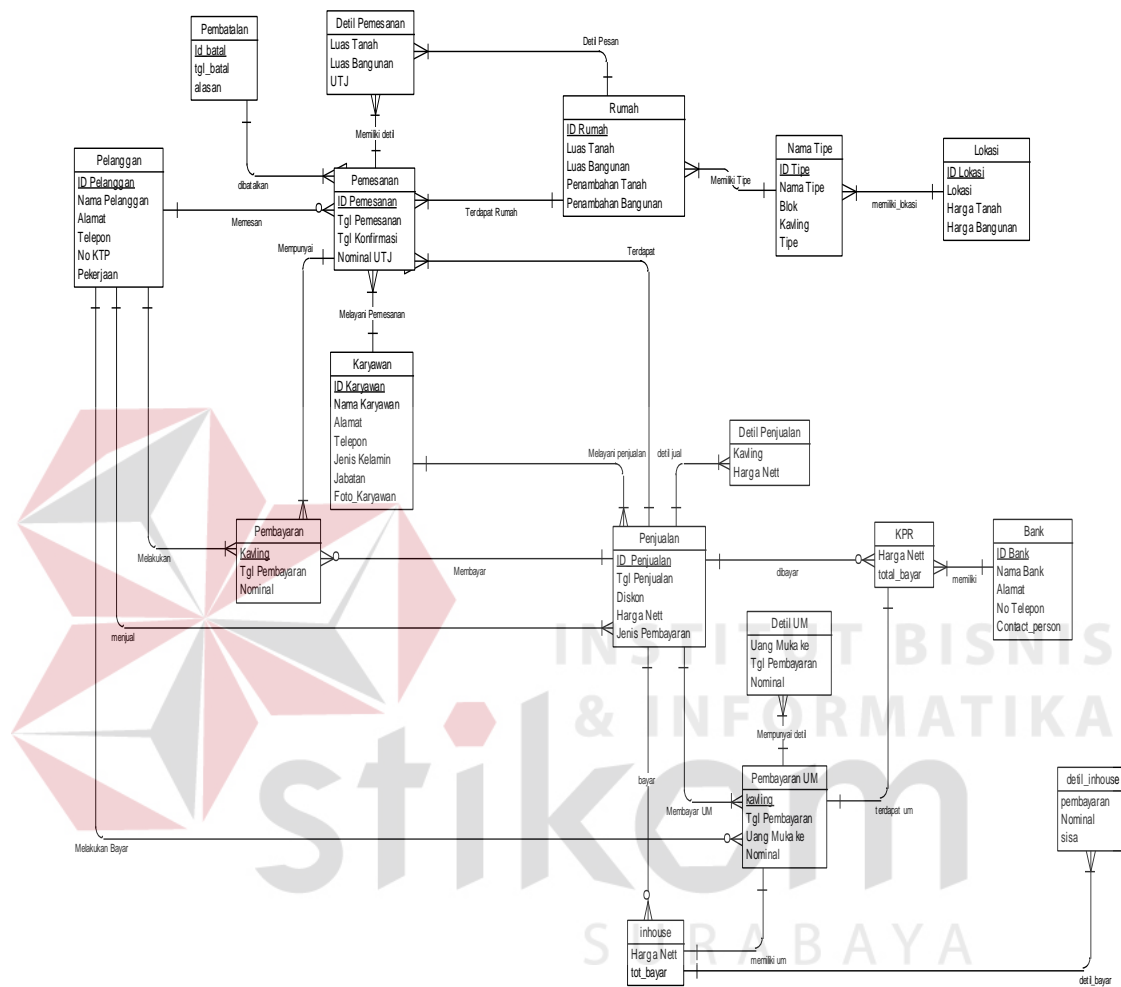 Pembatalan
Id_batal
tgl_batal
alasan
Detil Pemesanan
Luas Tanah
Luas Bangunan
UTJ
Detil Pesan
Memiliki detil
dibatalkan
Rumah
ID Rumah
Luas Tanah
Luas Bangunan
Penambahan Tanah
Penambahan Bangunan
Memiliki Tipe
Nama Tipe
ID Tipe
Nama Tipe
Blok
Kavling
Tipe
memiliki_lokasi
Lokasi
ID Lokasi
Lokasi
Harga Tanah
Harga Bangunan
Pelanggan
ID Pelanggan
Nama Pelanggan
Alamat
Telepon
No KTP
Pekerjaan
Memesan
Mempunyai
Pemesanan
ID Pemesanan
Tgl Pemesanan
Tgl Konfirmasi
Nominal UTJ
Terdapat Rumah
Terdapat
Melayani Pemesanan
Karyawan
ID Karyawan
Nama Karyawan
Alamat
Telepon
Jenis Kelamin
Jabatan
Foto_Karyawan
Melayani penjualan
detil jual
Detil Penjualan
Kavling
Harga Nett
Melakukan
Pembayaran
Kavling
Tgl Pembayaran
Nominal
Membayar
menjual
Penjualan
ID_Penjualan
Tgl Penjualan
Diskon
Harga Nett
Jenis Pembayaran
dibayar
KPR
Harga Nett
total_bayar
memiliki
Bank
ID Bank
Nama Bank
Alamat
No Telepon
Contact_person
Detil UM
Uang Muka ke
Tgl Pembayaran
Nominal
Mempunyai detil
bayar
Membayar UM
Pembayaran UM
kavling
Tgl Pembayaran
Uang Muka ke
Nominal
terdapat um
Melakukan Bayar
detil_inhouse
pembayaran
Nominal
sisa
inhouse
Harga Nett
tot_bayar
memiliki um
detil_bayar
INSTITUT BISNIS
& INFORMATIKA
stikom
SURABAYA